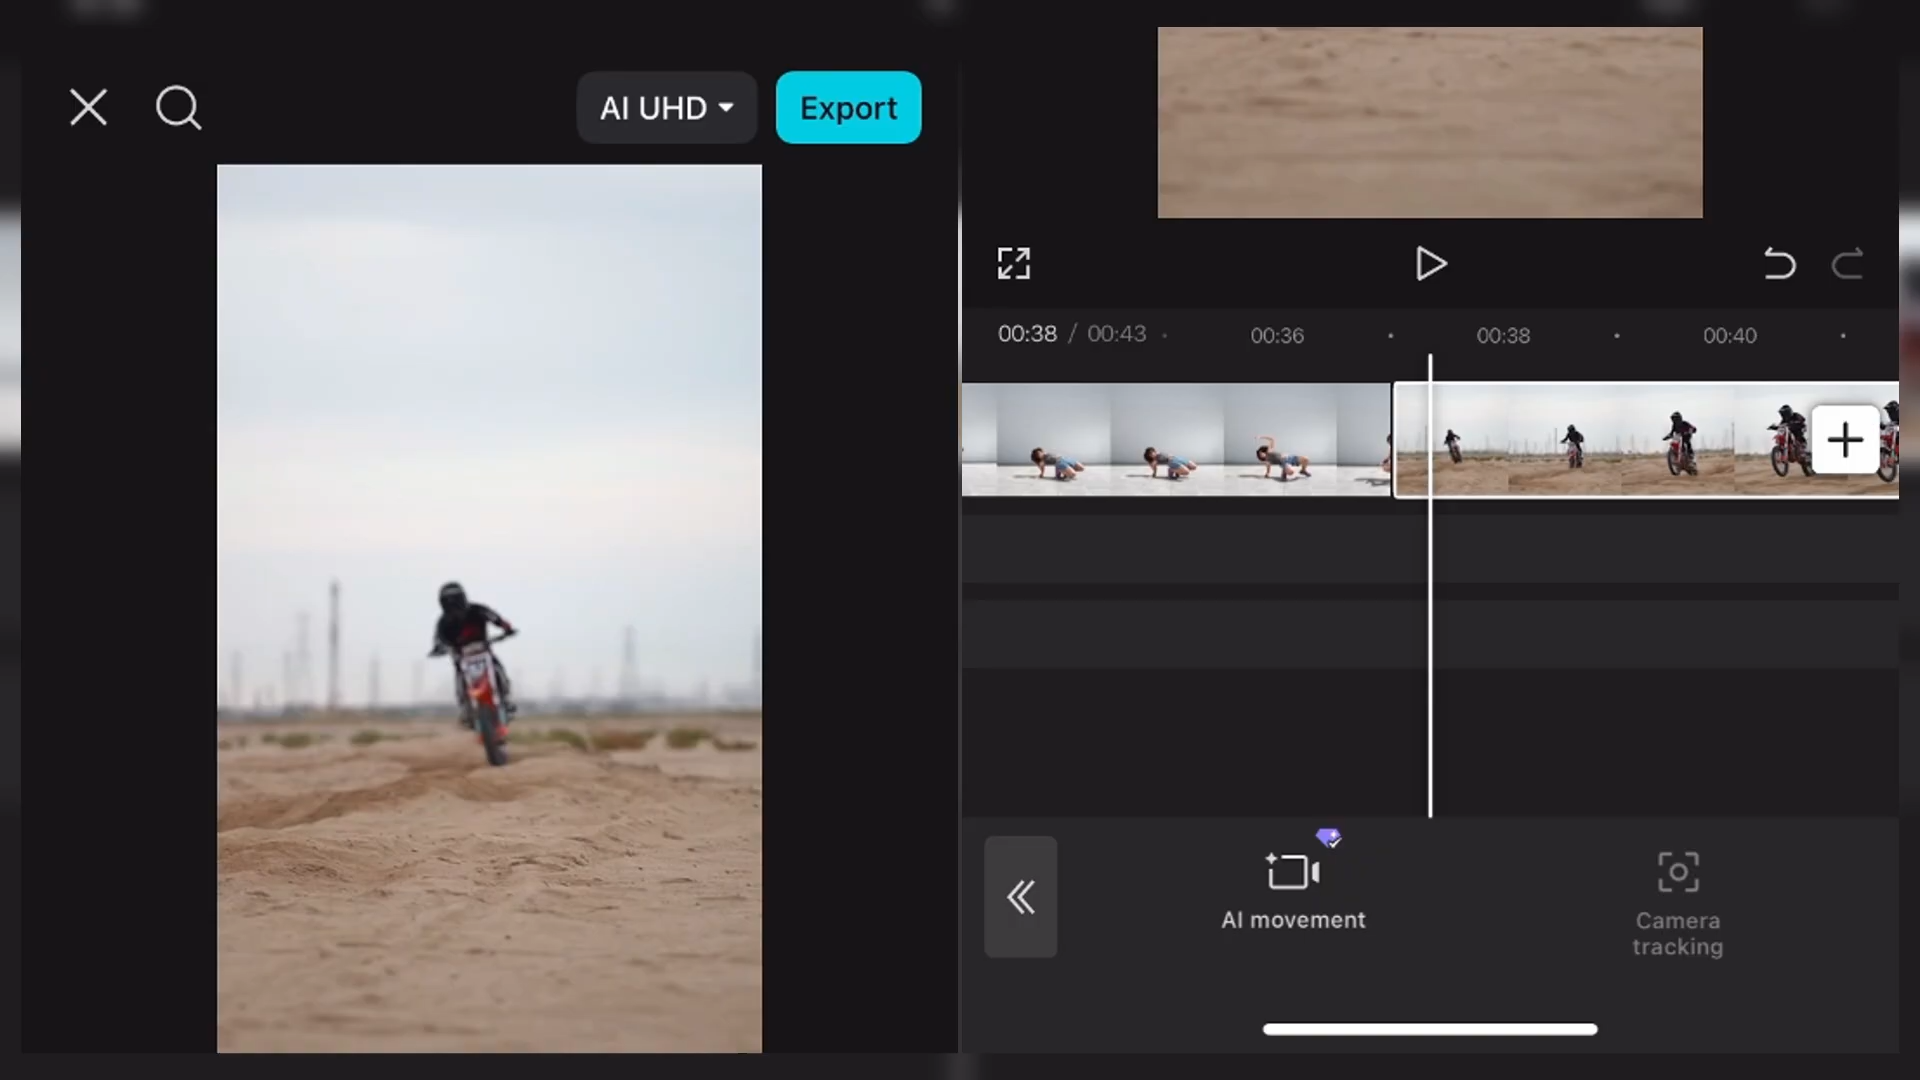 AI UHD
Export
00:38 / 00:43
00:36
00:38
00:40
AI movement
Camera
tracking